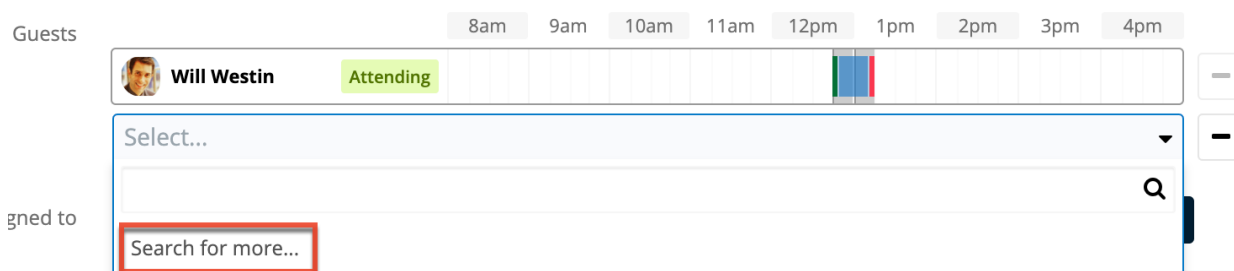 Guests 8am 9am 10am 11am 12pm 1pm 2pm 3pm 4pm
Will Westin Attending
Select...
gned to
Search for more...